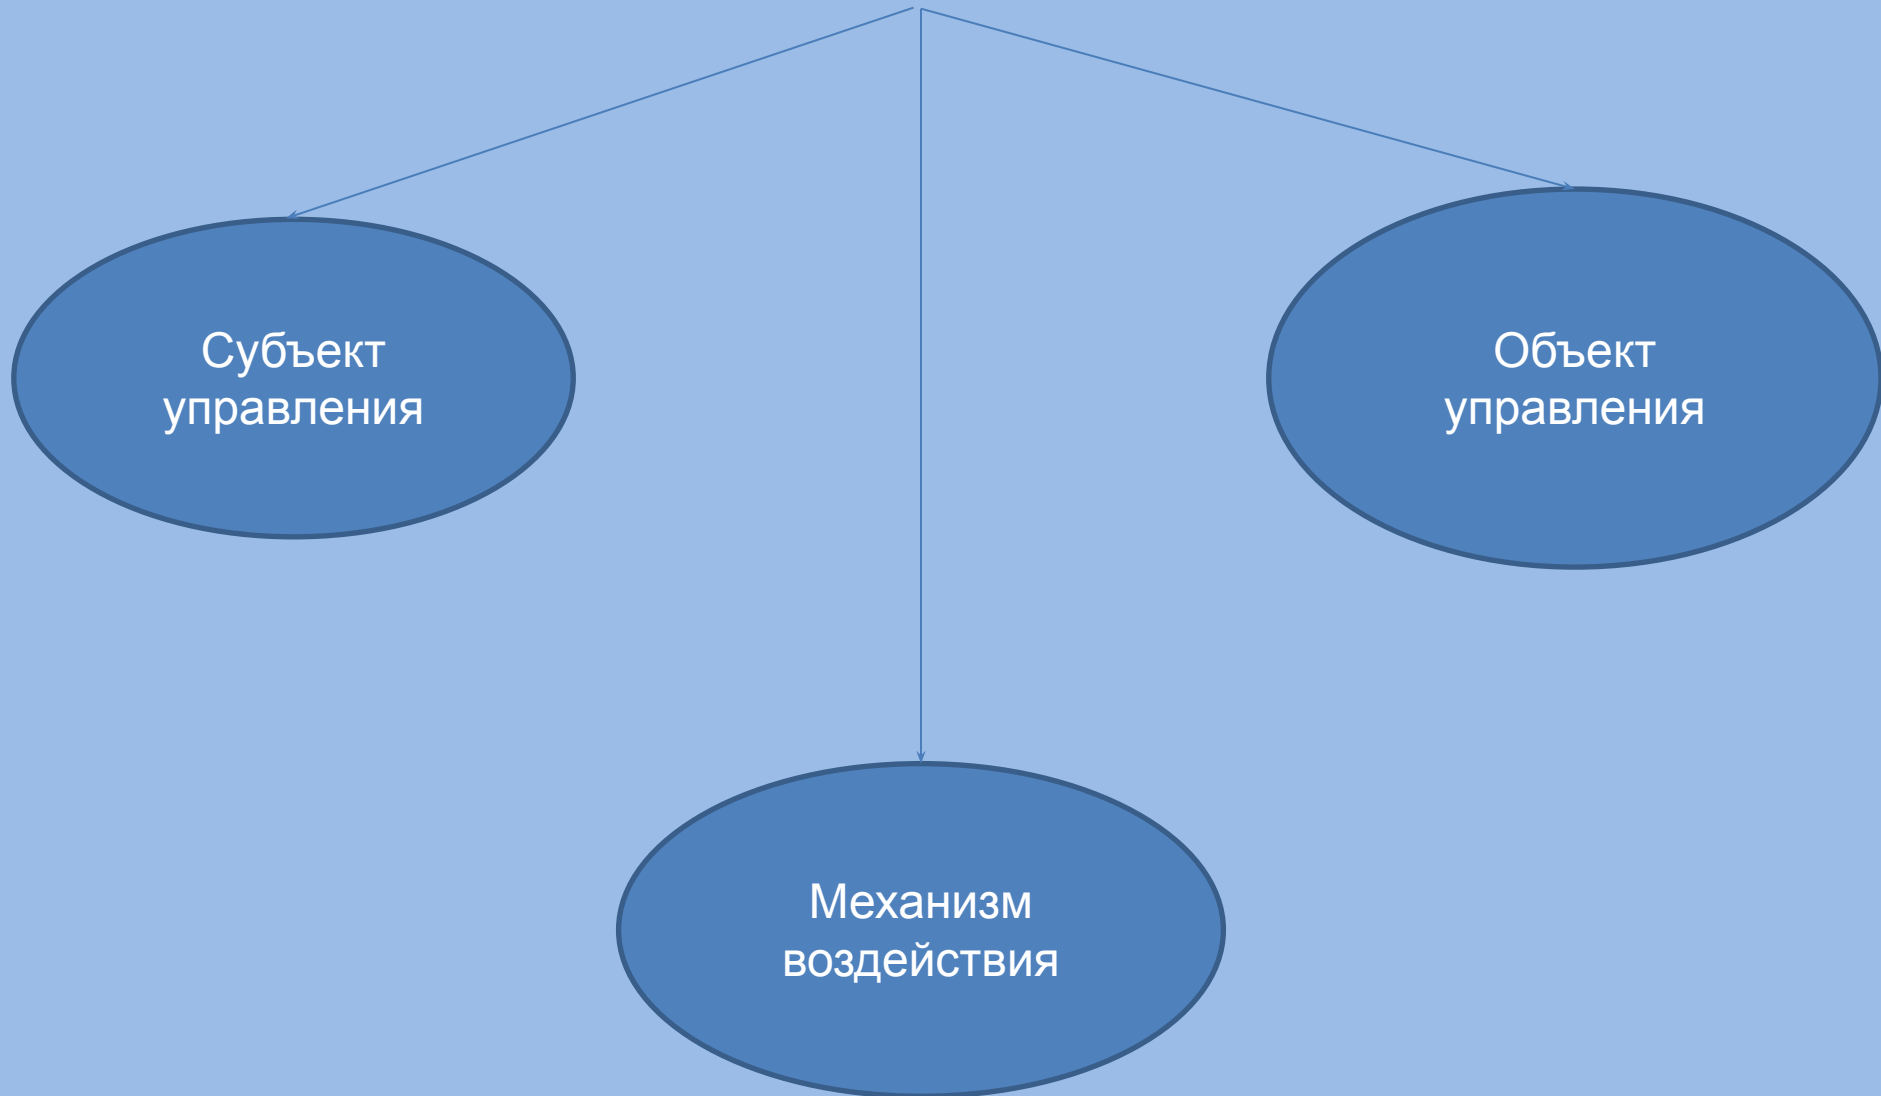 Субъект
управления
Объект
управления
Механизм
воздействия